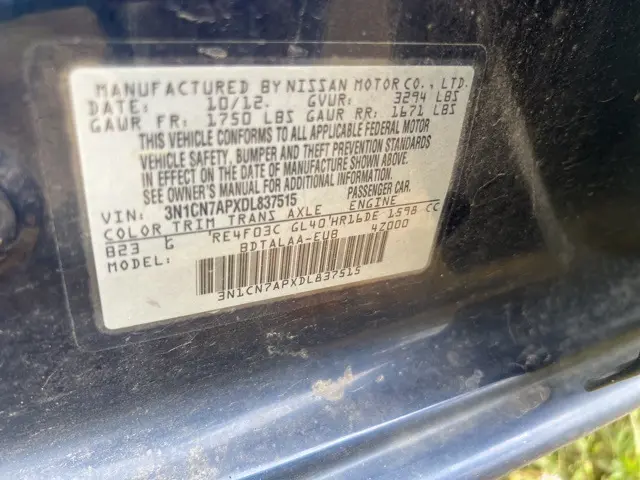 MANUFACTURED BY NISSAN MOTOR CO., LTD.
DATE: 10/12. GVWR: 3294 LBS
GAWR FR: 1750 LBS GAWR RR: 1671 LBS
THIS VEHICLE CONFORMS TO ALL APPLICABLE FEDERAL MOTOR
VEHICLE SAFETY, BUMPER AND THEFT PREVENTION STANDARDS
IN EFFECT ON THE DATE OF MANUFACTURE SHOWN ABOVE.
SEE OWNER'S MANUAL FOR ADDITIONAL INFORMATION.
VIN: 3N1CN7APXDL837515 PASSENGER CAR.
COLOR TRIM TRANS AXLE ENGINE
B23 G RE4F03C GL40 HR16DE 1598 CC
MODEL: BDTALAA-EUB 4Z000
3N1CN7APXDL837515